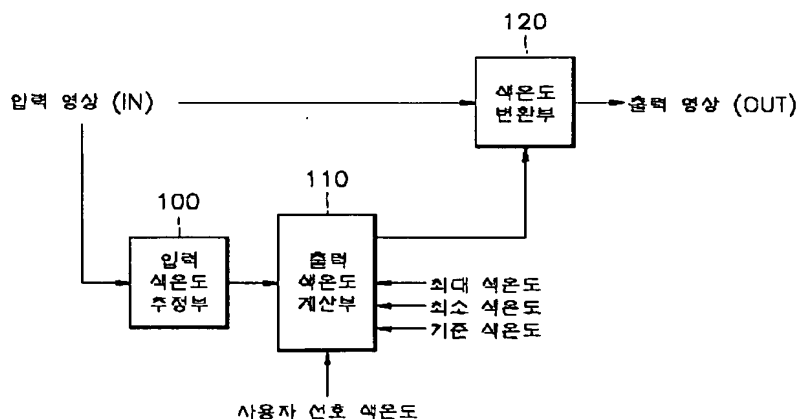 120
입력 영상 (IN)
색온도
변환부
출력 영상 (OUT)
110
100
입력
색온도
추정부
출력
색온도
계산부
최대 색온도
최소 색온도
기준 색온도
사용자 선호 색온도